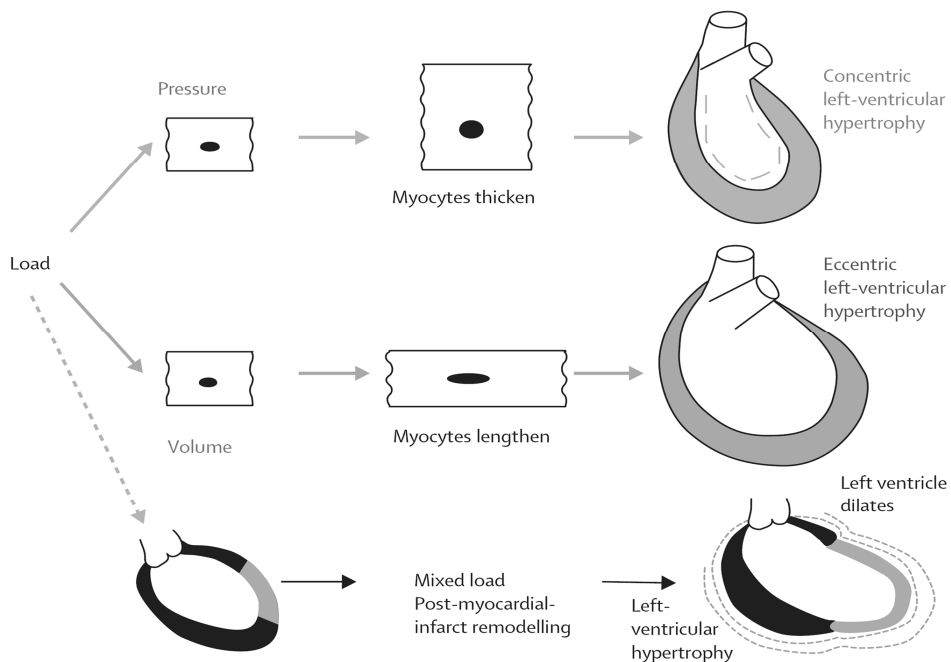 Pressure
Concentric
left-ventricular
hypertrophy
Myocytes thicken
Load
Eccentric
left-ventricular
hypertrophy
Myocytes lengthen
Volume
Left ventricle
dilates
Mixed load
Post-myocardial-
infarct remodelling
Left-
ventricular
hypertrophy